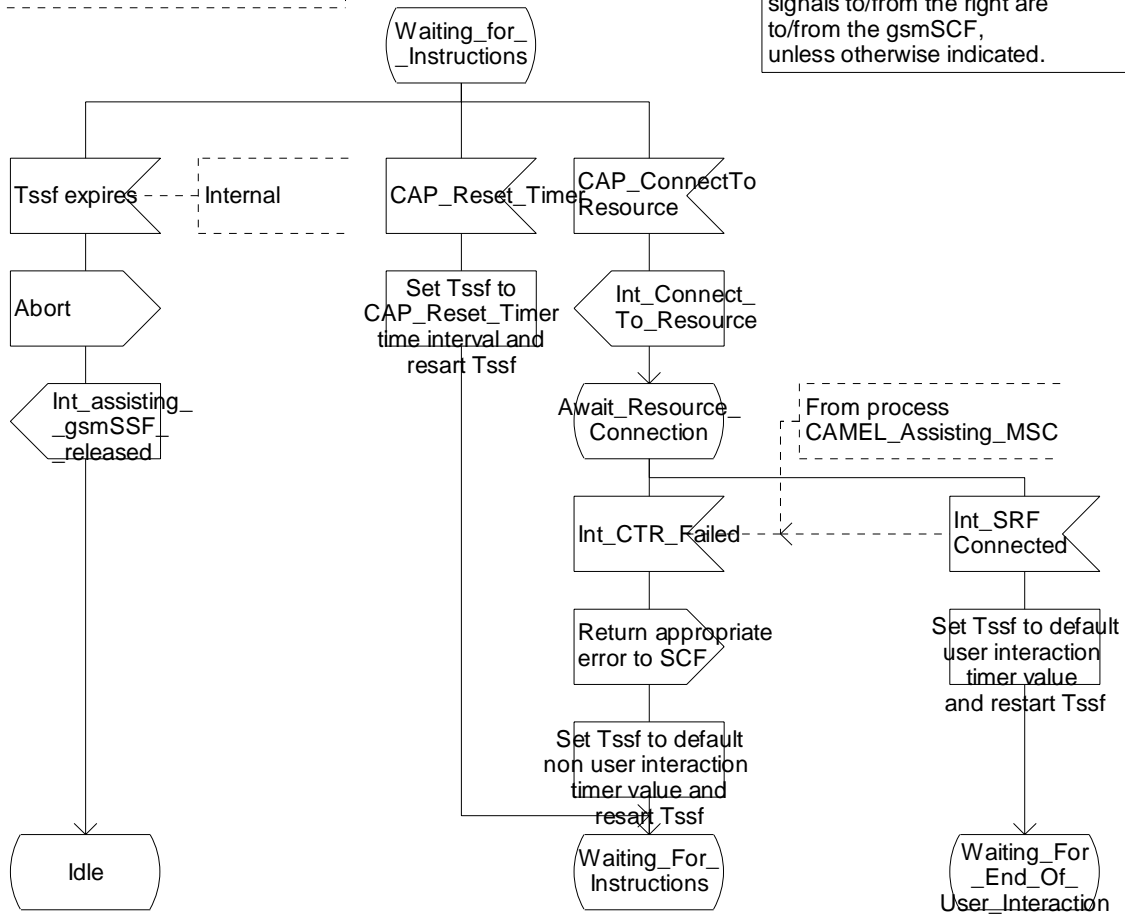 signals to/from the right are
to/from the gsmSCF,
unless otherwise indicated.
Waiting_for_
_Instructions
Tssf expires
Internal
CAP_Reset_Timer
CAP_ConnectTo
Resource
Abort
Set Tssf to
CAP_Reset_Timer
time interval and
resart Tssf
Int_Connect_
To_Resource
Int_assisting_
_gsmSSF_
_released
Await_Resource_
Connection
From process
CAMEL_Assisting_MSC
Int_CTR_Failed
Int_SRF
Connected
Return appropriate
error to SCF
Set Tssf to default
user interaction
timer value
and restart Tssf
Set Tssf to default
non user interaction
timer value and
resart Tssf
Idle
Waiting_For_
Instructions
Waiting_For
_End_Of_
User_Interaction